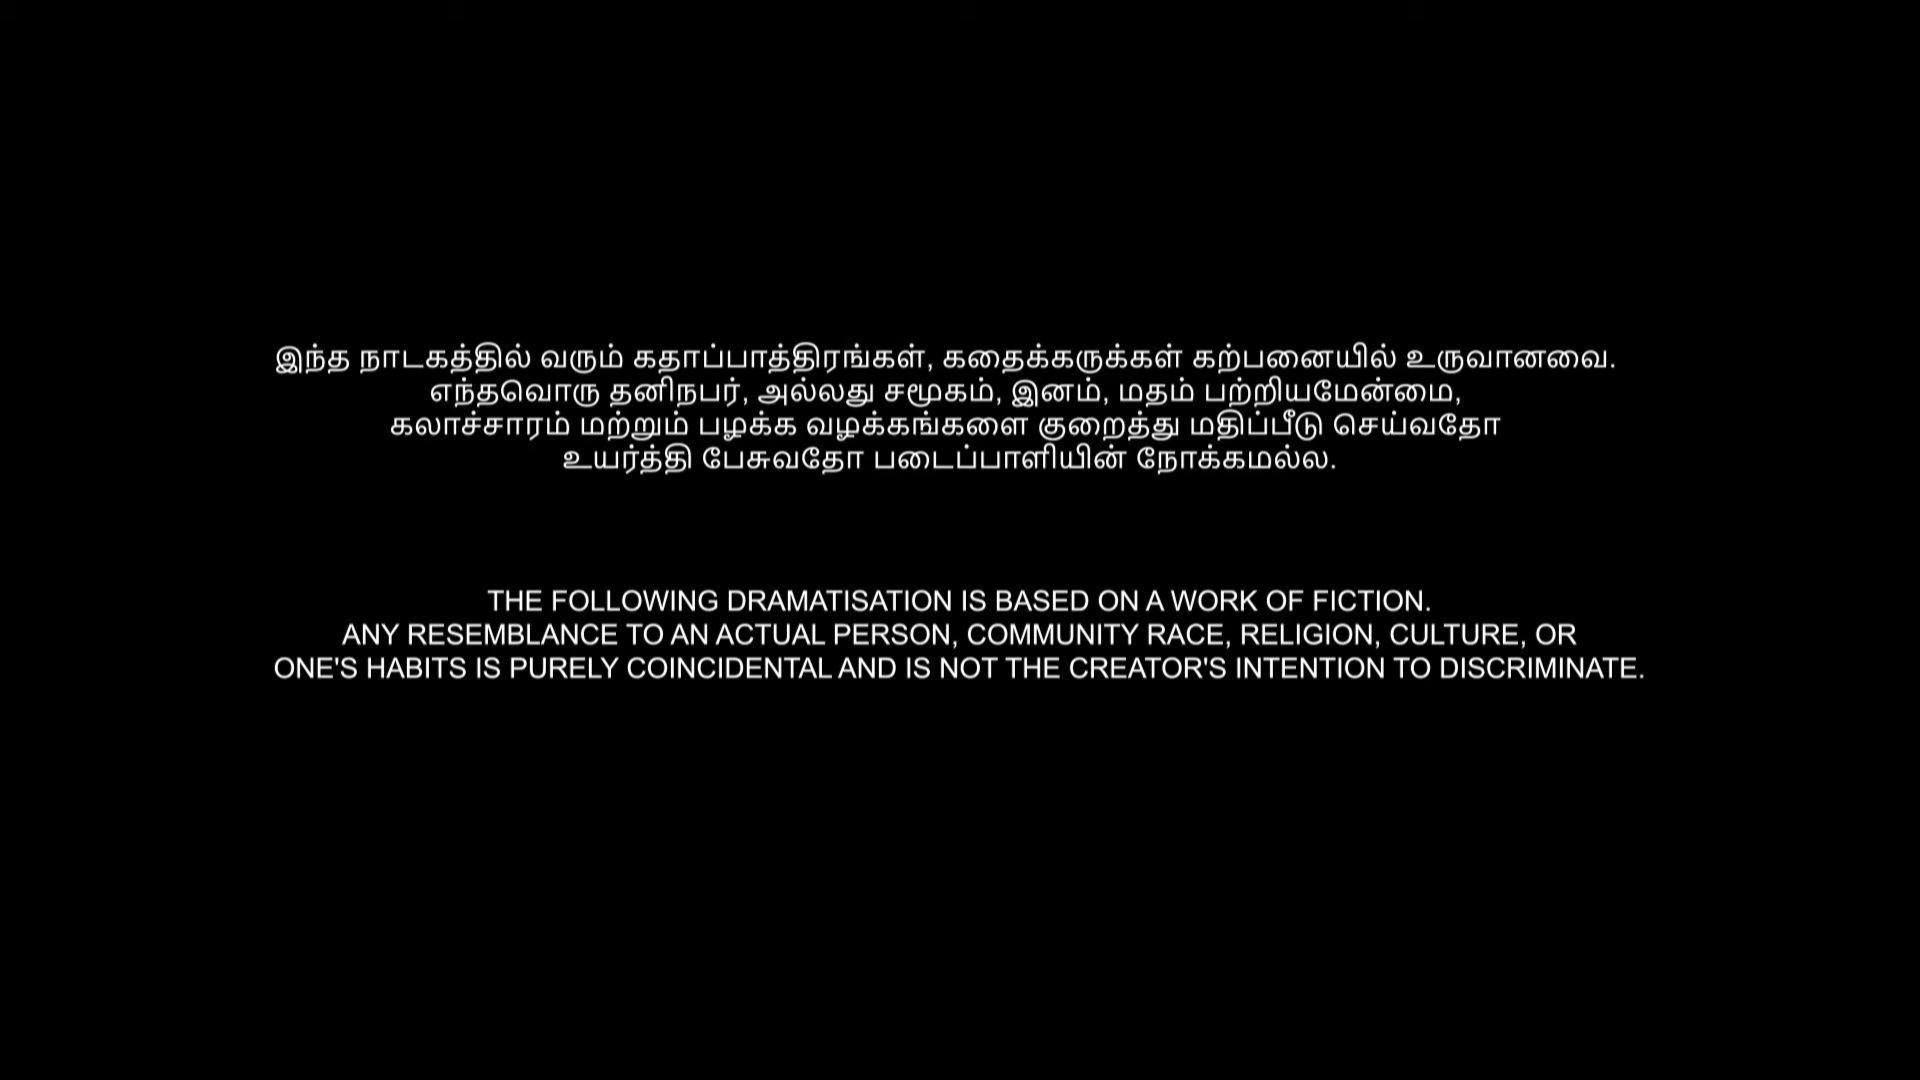 இந்த நாடகத்தில் வரும் கதாப்பாத்திரங்கள், கதைக்கருக்கள் கற்பனையில் உருவானவை.
எந்தவொரு தனிநபர், அல்லது சமூகம், இனம், மதம் பற்றியமேன்மை,
கலாச்சாரம் மற்றும் பழக்க வழக்கங்களை குறைத்து மதிப்பீடு செய்வதோ
உயர்த்தி பேசுவதோ படைப்பாளியின் நோக்கமல்ல.
THE FOLLOWING DRAMATISATION IS BASED ON A WORK OF FICTION.
ANY RESEMBLANCE TO AN ACTUAL PERSON, COMMUNITY RACE, RELIGION, CULTURE, OR
ONE'S HABITS IS PURELY COINCIDENTAL AND IS NOT THE CREATOR'S INTENTION TO DISCRIMINATE.